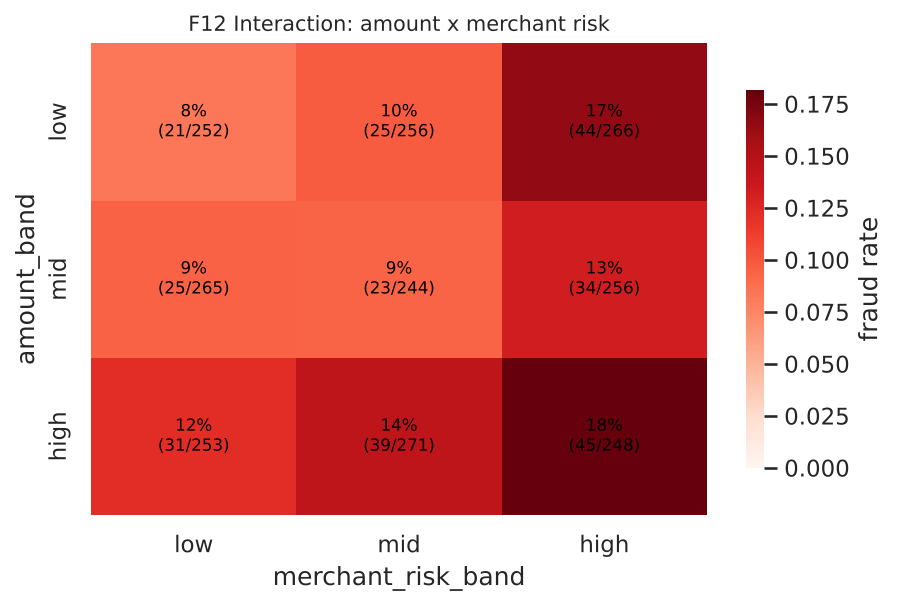 F12 Interaction: amount x merchant risk
amount_band
low
8%
(21/252)
10%
(25/256)
17%
(44/266)
mid
9%
(25/265)
9%
(23/244)
13%
(34/256)
high
12%
(31/253)
14%
(39/271)
18%
(45/248)
low
mid
high
merchant_risk_band
0.175
0.150
0.125
0.100
0.075
0.050
0.025
0.000
fraud rate